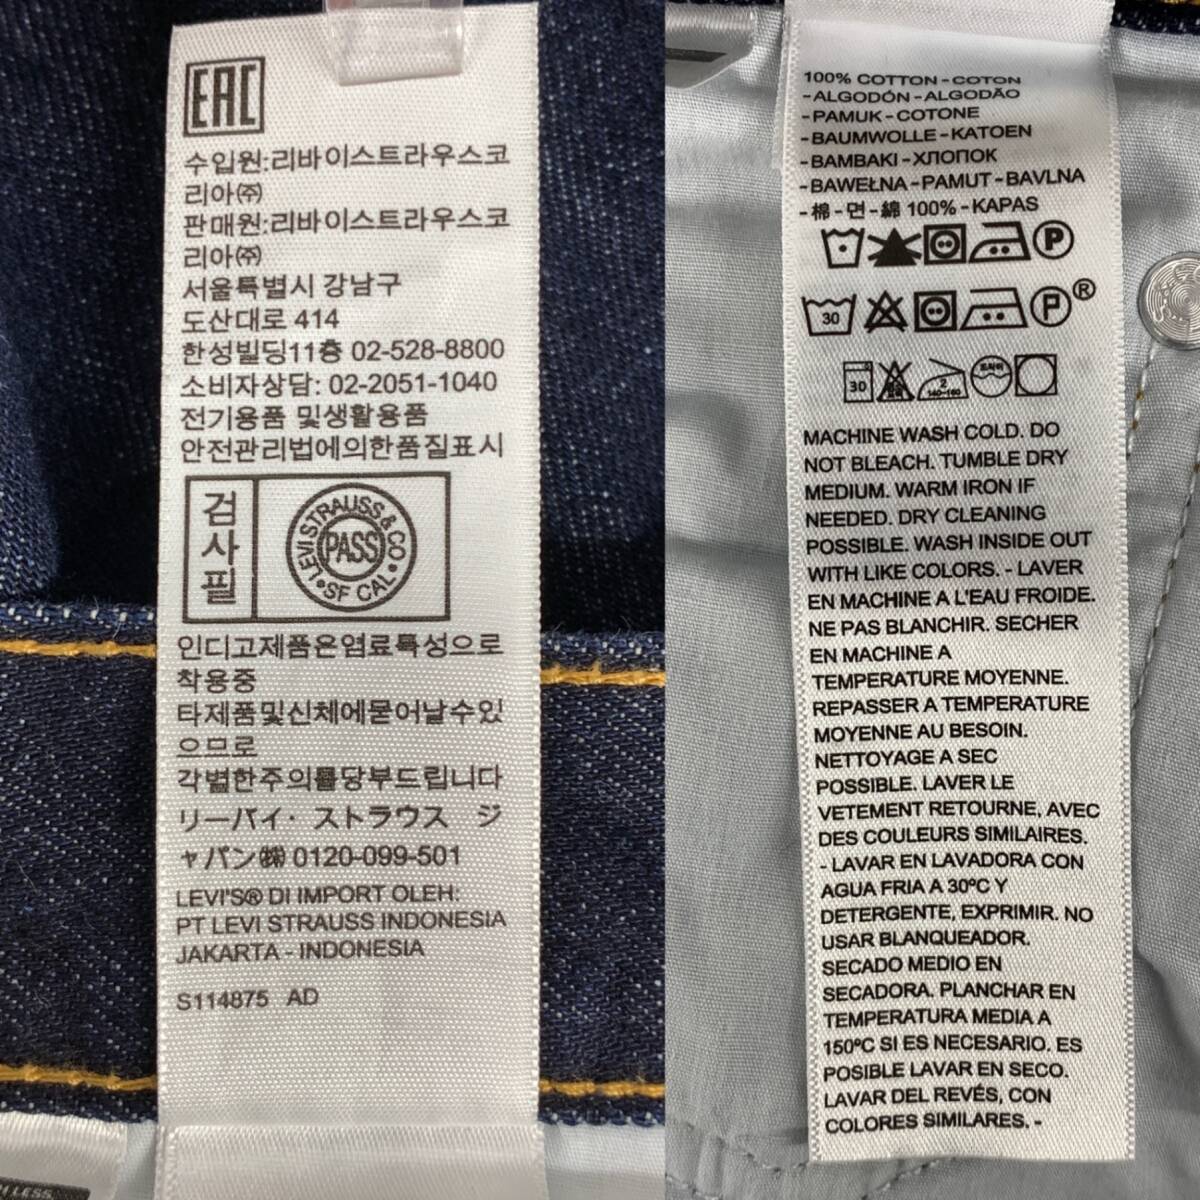 EAC
수입원:리바이스트라우스코
리아㈜
판매원:리바이스트라우스코
리아㈜
서울특별시 강남구
도산대로 414
한성빌딩11층 02-528-8800
소비자상담: 02-2051-1040
전기용품 및생활용품
안전관리법에의한품질표시
검사필
LEVI STRAUSS & CO
PASS
SF CAL
인디고제품은염료특성으로
착용중
타제품및신체에묻어날수있
으므로
각별한주의를당부드립니다
リーバイ・ ストラウス ジ
ャパン㈱ 0120-099-501
LEVI'S® DI IMPORT OLEH:
PT LEVI STRAUSS INDONESIA
JAKARTA - INDONESIA
S114875 AD
LESS.
100% COTTON - COTON
- ALGODÓN - ALGODÃO
- PAMUK - COTONE
- BAUMWOLLE - KATOEN
- BAMBAKI - ХЛОПОК
- BAWEŁNA - PAMUT - BAVLNA
- 棉 - 면 - 綿 100% - KAPAS
P
30 P ®
30 2 140~160
MACHINE WASH COLD. DO
NOT BLEACH. TUMBLE DRY
MEDIUM. WARM IRON IF
NEEDED. DRY CLEANING
POSSIBLE. WASH INSIDE OUT
WITH LIKE COLORS. - LAVER
EN MACHINE A L'EAU FROIDE.
NE PAS BLANCHIR. SECHER
EN MACHINE A
TEMPERATURE MOYENNE.
REPASSER A TEMPERATURE
MOYENNE AU BESOIN.
NETTOYAGE A SEC
POSSIBLE. LAVER LE
VETEMENT RETOURNE, AVEC
DES COULEURS SIMILAIRES.
- LAVAR EN LAVADORA CON
AGUA FRIA A 30ºC Y
DETERGENTE, EXPRIMIR. NO
USAR BLANQUEADOR.
SECADO MEDIO EN
SECADORA. PLANCHAR EN
TEMPERATURA MEDIA A
150ºC SI ES NECESARIO. ES
POSIBLE LAVAR EN SECO.
LAVAR DEL REVÉS, CON
COLORES SIMILARES. -